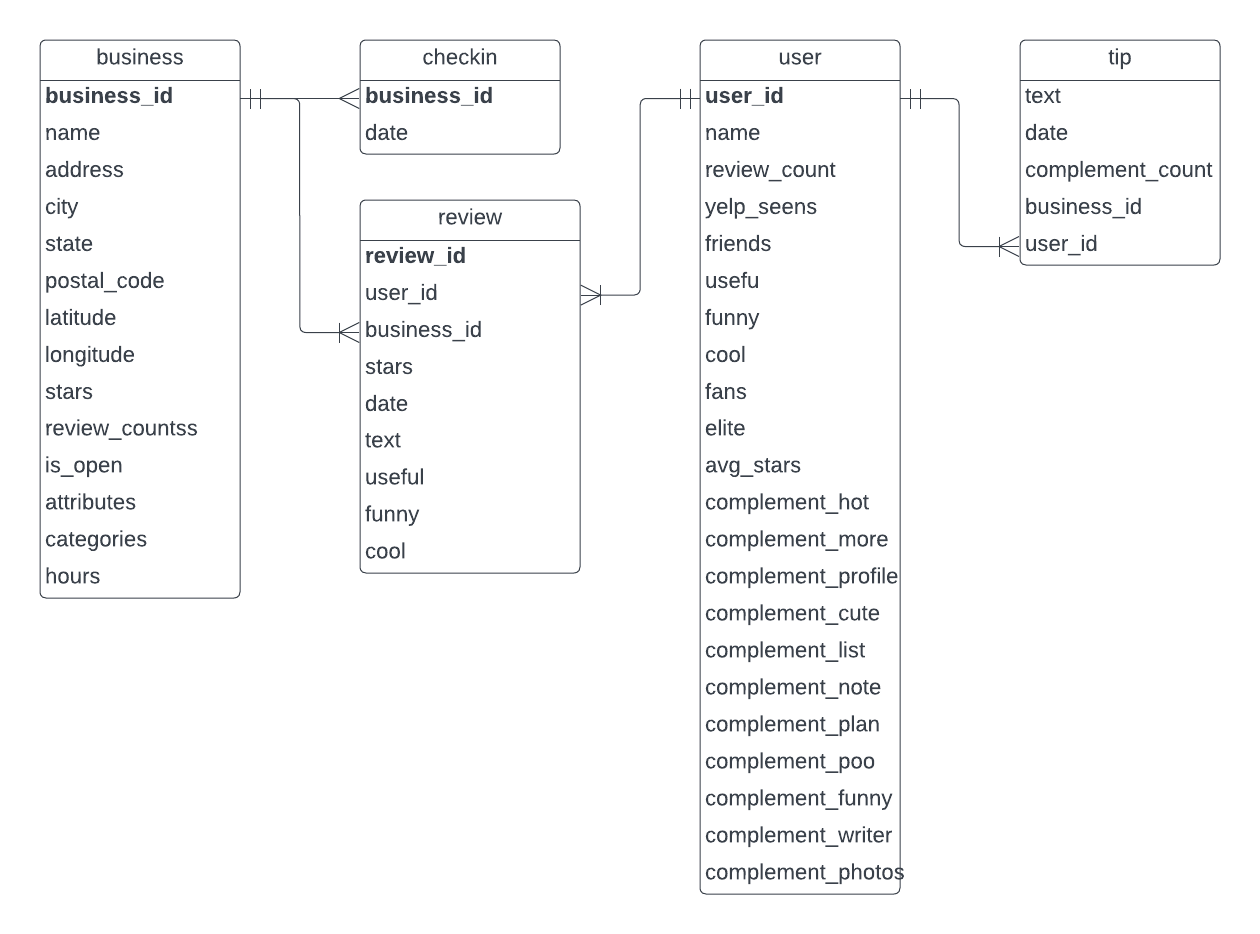 business
business_id
name
address
city
state
postal_code
latitude
longitude
stars
review_countss
is_open
attributes
categories
hours
checkin
business_id
date
review
review_id
user_id
business_id
stars
date
text
useful
funny
cool
user
user_id
name
review_count
yelp_seens
friends
usefu
funny
cool
fans
elite
avg_stars
complement_hot
complement_more
complement_profile
complement_cute
complement_list
complement_note
complement_plan
complement_poo
complement_funny
complement_writer
complement_photos
tip
text
date
complement_count
business_id
user_id